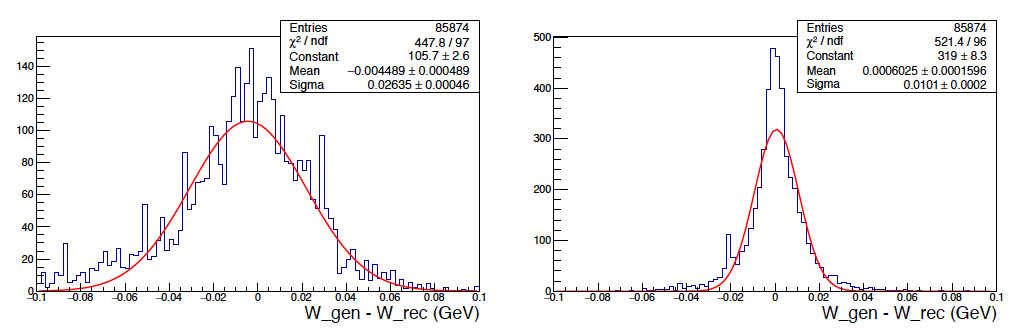 Entries 85874
χ² / ndf 447.8 / 97
Constant 105.7 ± 2.6
Mean −0.004489 ± 0.000489
Sigma 0.02635 ± 0.00046
140
120
100
80
60
40
20
0
−0.1 −0.08 −0.06 −0.04 −0.02 0 0.02 0.04 0.06 0.08 0.1
W_gen - W_rec (GeV)
Entries 85874
χ² / ndf 521.4 / 96
Constant 319 ± 8.3
Mean 0.0006025 ± 0.0001596
Sigma 0.0101 ± 0.0002
500
400
300
200
100
0
−0.1 −0.08 −0.06 −0.04 −0.02 0 0.02 0.04 0.06 0.08 0.1
W_gen - W_rec (GeV)